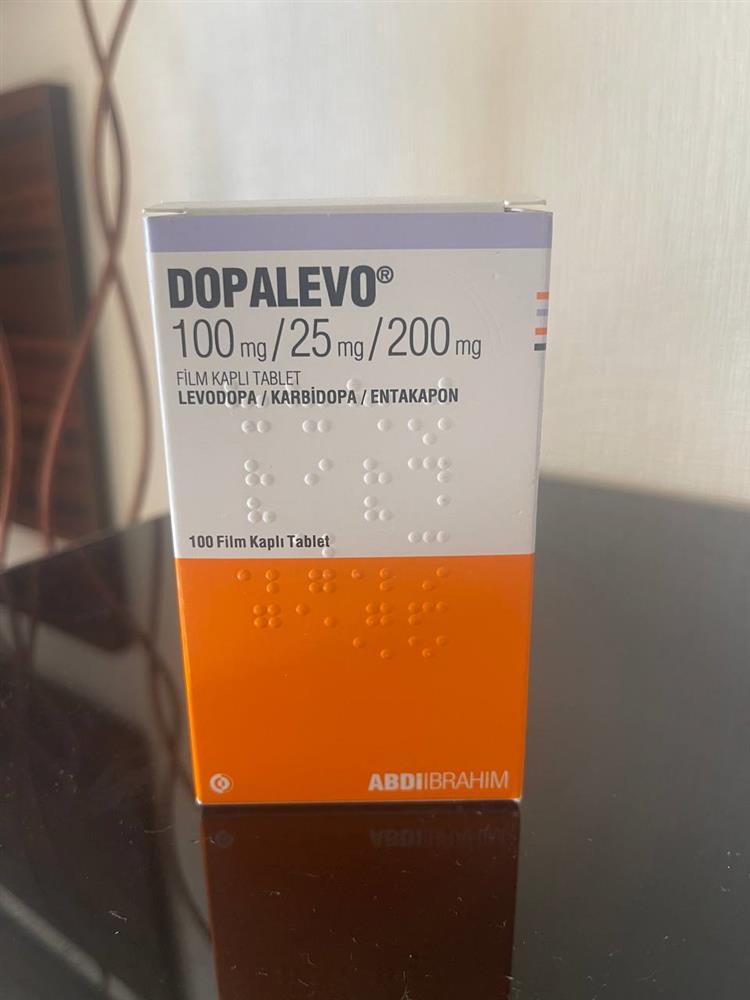 DOPALEVO®
100 mg/25 mg/200 mg
FİLM KAPLI TABLET
LEVODOPA / KARBİDOPA / ENTAKAPON
100 Film Kaplı Tablet
ABDIIBRAHIM